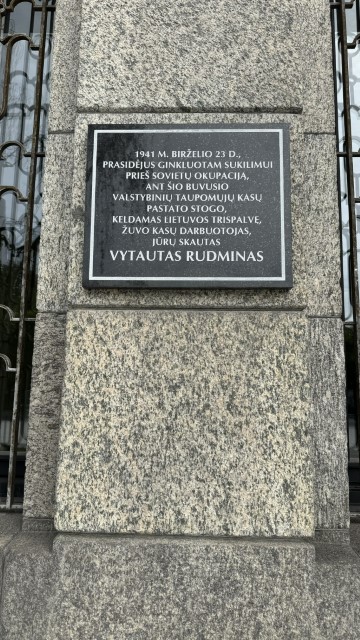 1941 M. BIRŽELIO 23 D.,
PRASIDĖJUS GINKLUOTAM SUKILIMUI
PRIEŠ SOVIETŲ OKUPACIJĄ,
ANT ŠIO BUVUSIO
VALSTYBINIŲ TAUPOMŲJŲ KASŲ
PASTATO STOGO,
KELDAMAS LIETUVOS TRISPALVĘ,
ŽUVO KASŲ DARBUOTOJAS,
JŪRŲ SKAUTAS
VYTAUTAS RUDMINAS